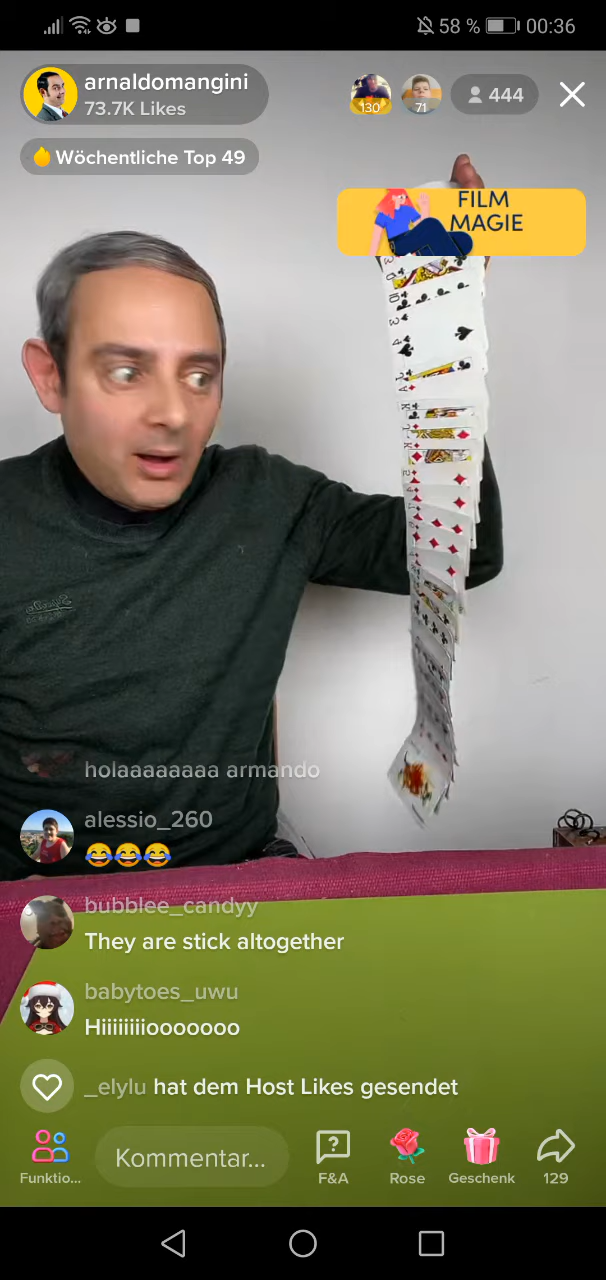 58 % 00:36
arnaldomangini
73.7K Likes
130
71
444
Wöchentliche Top 49
FILM
MAGIE
holaaaaaaaa armando
alessio_260
😂😂😂
bubblee_candyy
They are stick altogether
babytoes_uwu
Hiiiiiiiioooooooo
_elylu hat dem Host Likes gesendet
Kommentar...
Funktio...
F&A
Rose
Geschenk
129